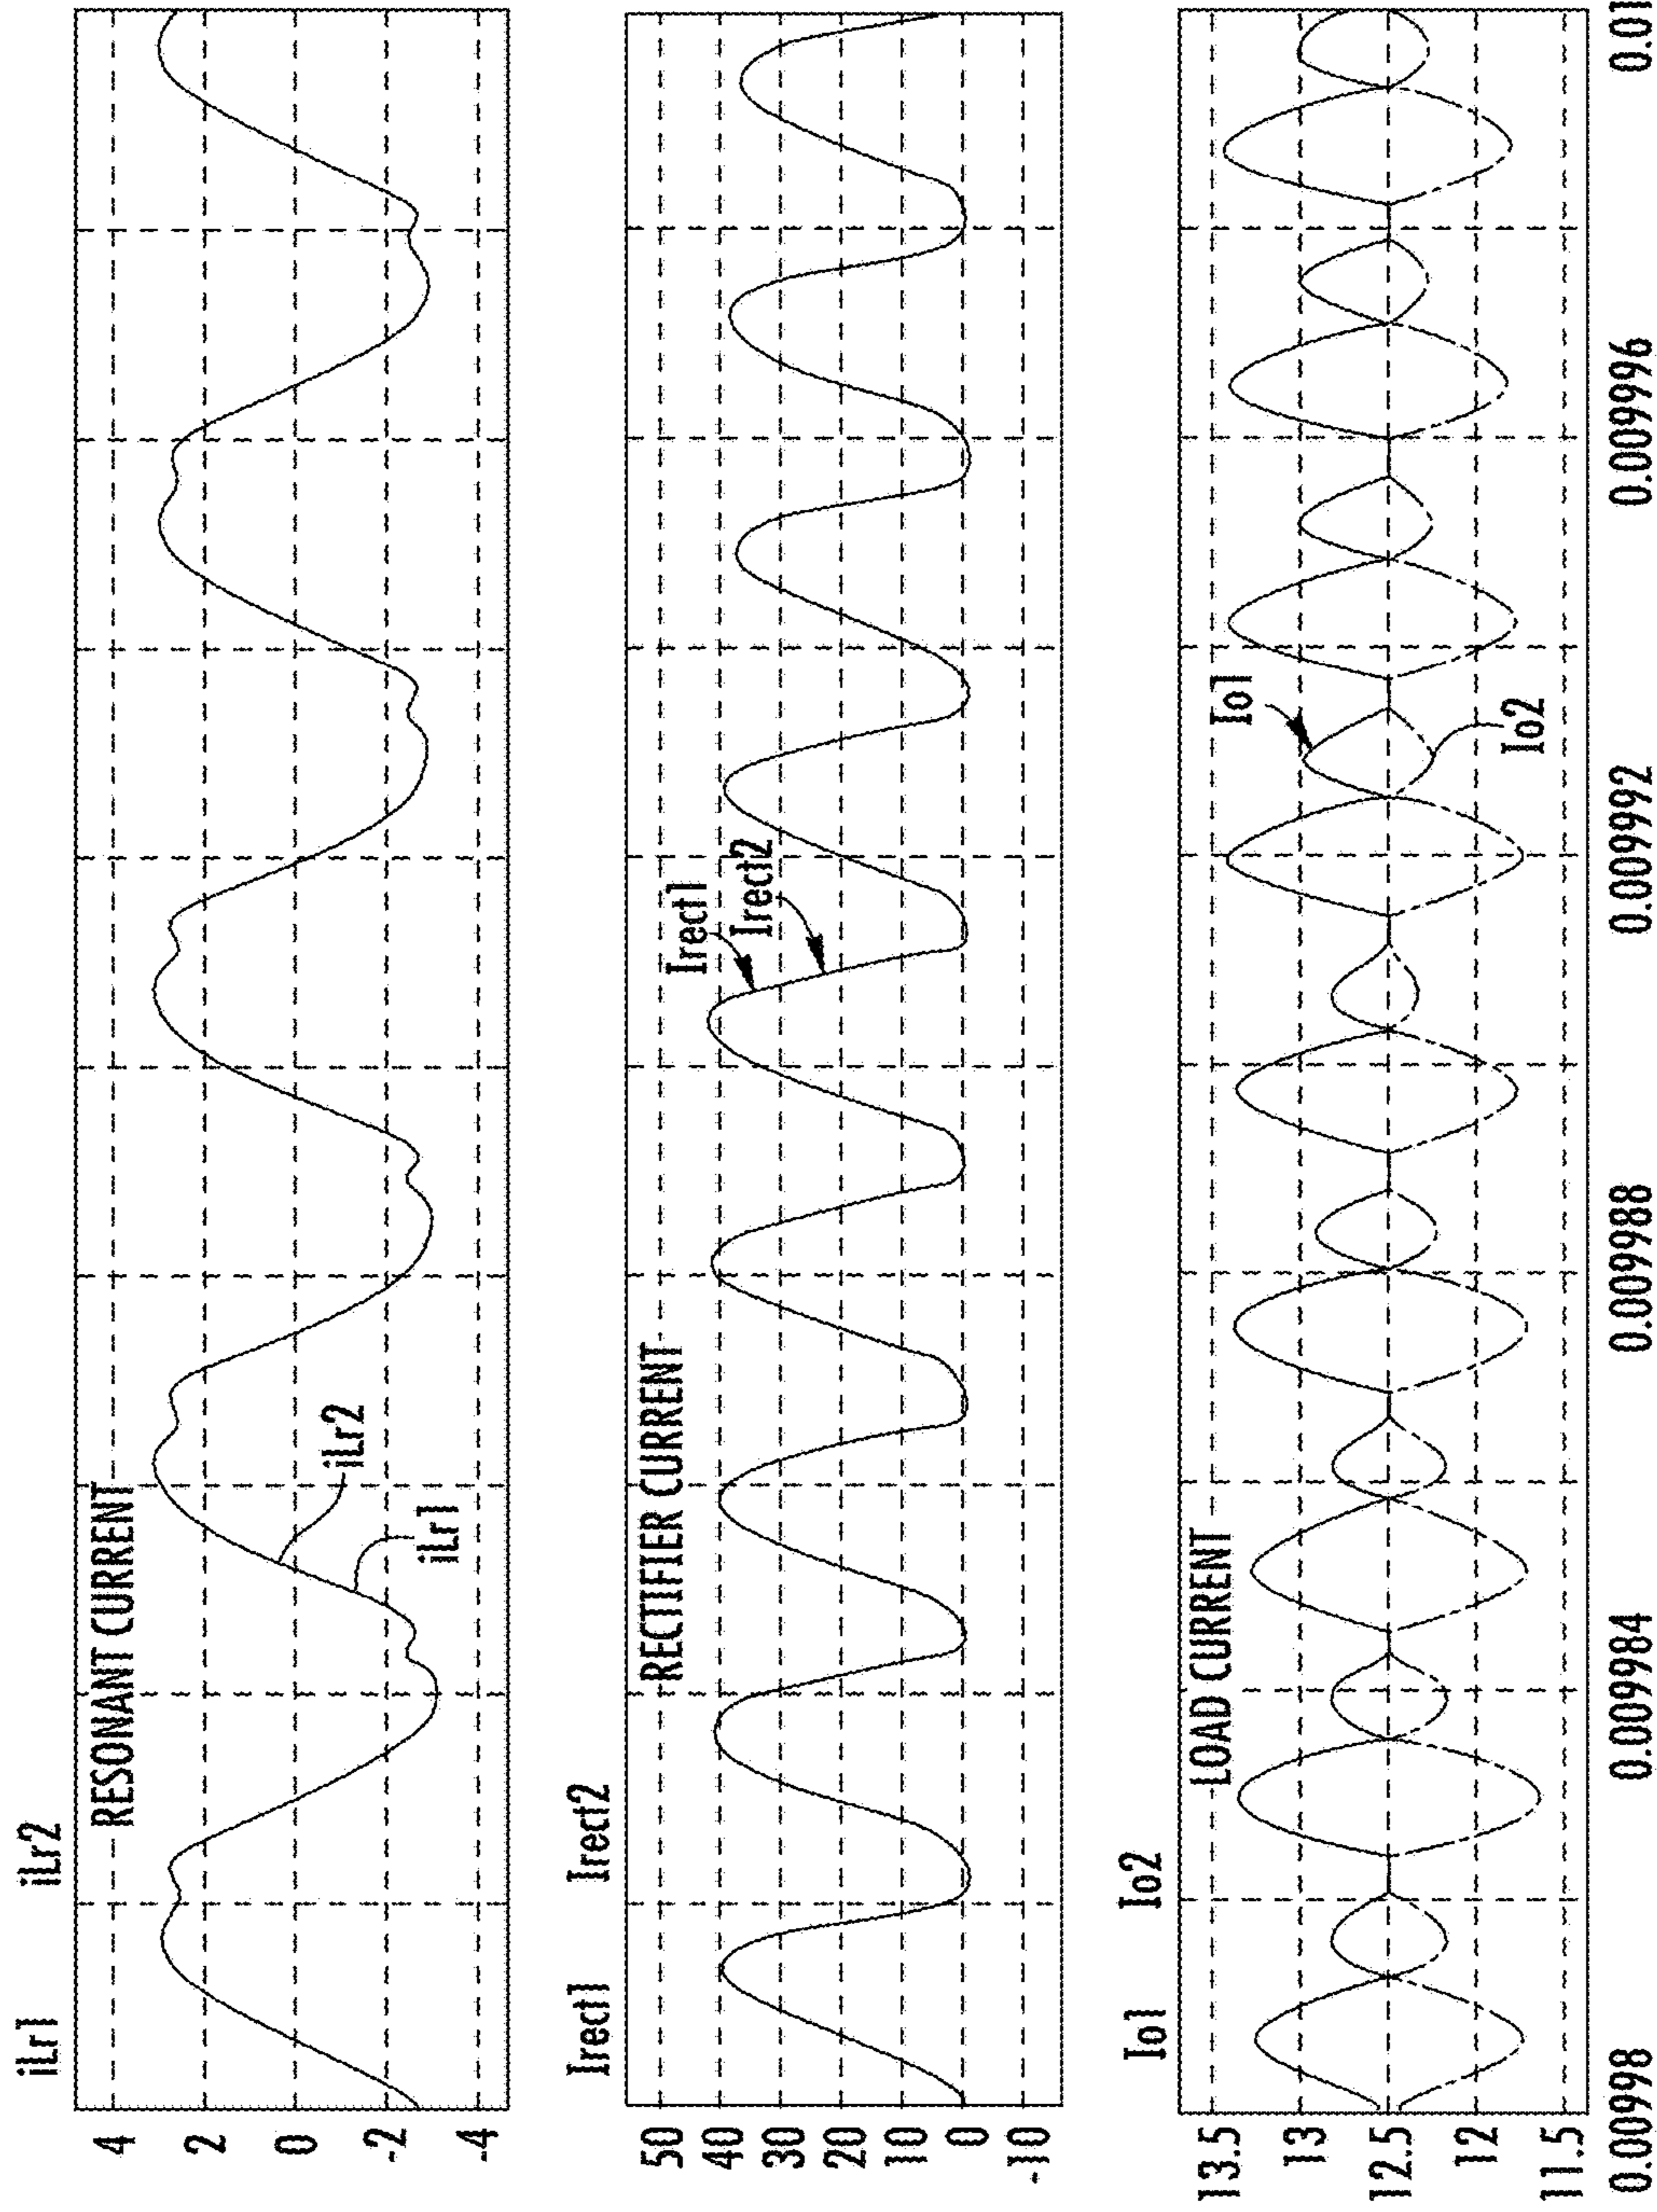 iLr1 iLr2
RESONANT CURRENT
4
2
0
-2
-4
iLr2
iLr1
Irect1 Irect2
RECTIFIER CURRENT
50
40
30
20
10
0
-10
Irect1
Irect2
Io1 Io2
LOAD CURRENT
13.5
13
12.5
12
11.5
Io1
Io2
0.00998 0.009984 0.009988 0.009992 0.009996 0.01